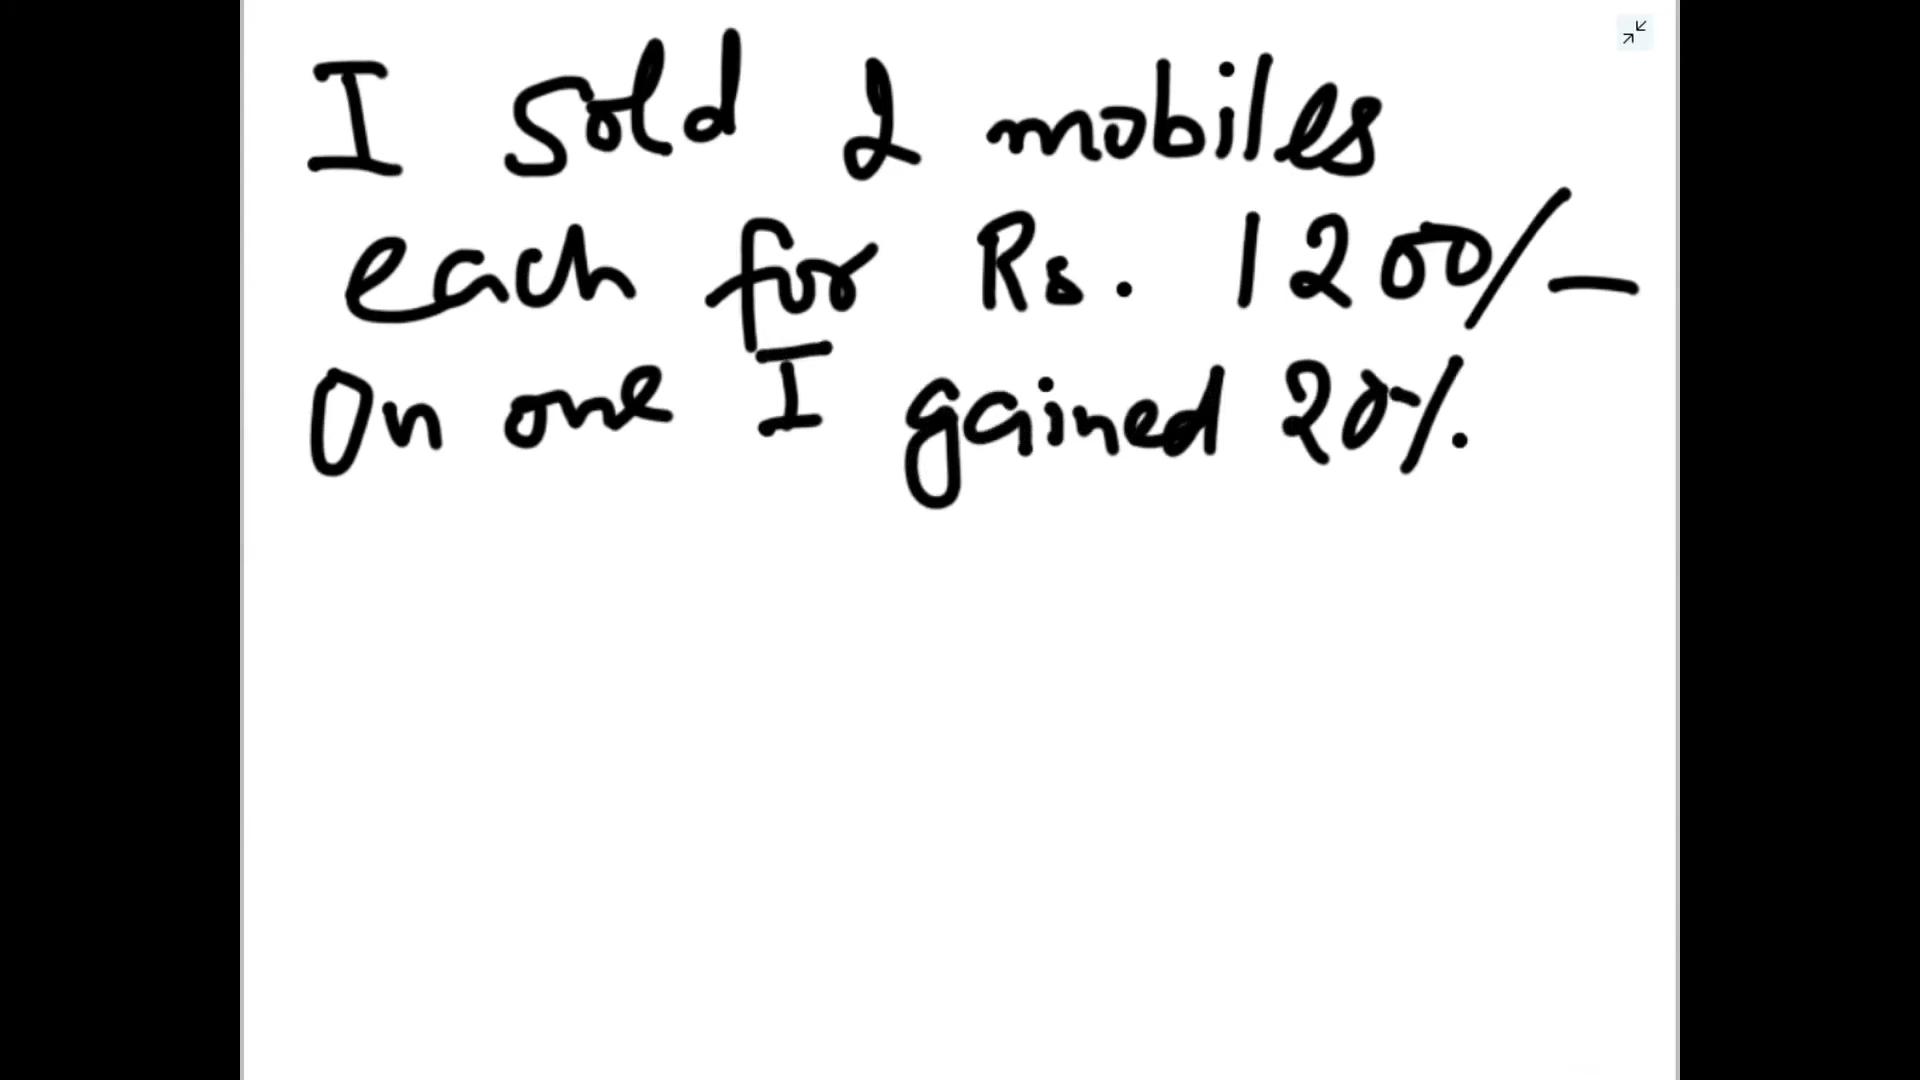 I sold 2 mobiles
each for Rs. 1200/-
On one I gained 20%.